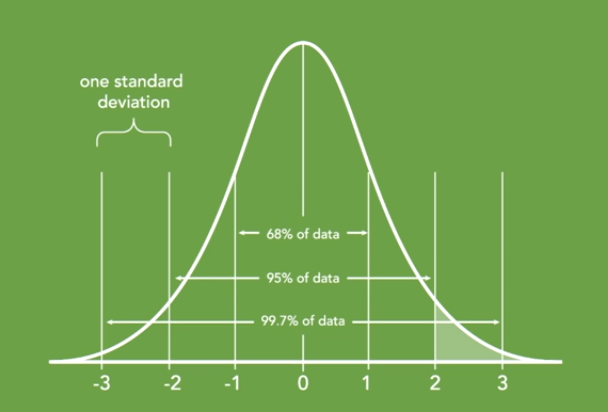 one standard
deviation
68% of data
95% of data
99.7% of data
-3 -2 -1 0 1 2 3